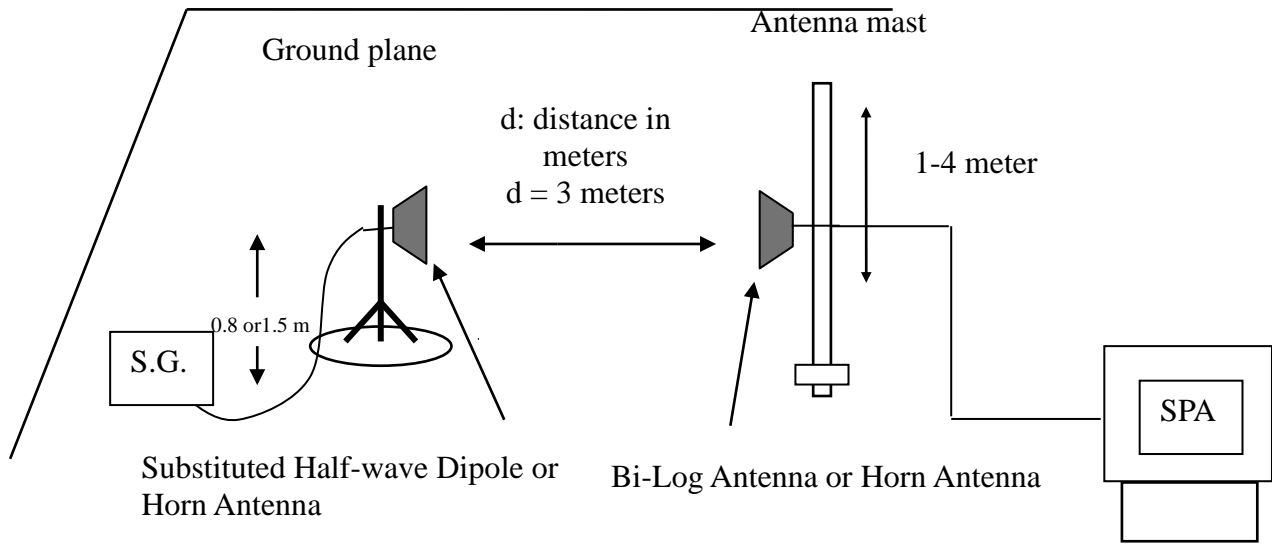 Antenna mast
Ground plane
d: distance in
meters
d = 3 meters
1-4 meter
0.8 or1.5 m
S.G.
SPA
Substituted Half-wave Dipole or
Horn Antenna
Bi-Log Antenna or Horn Antenna